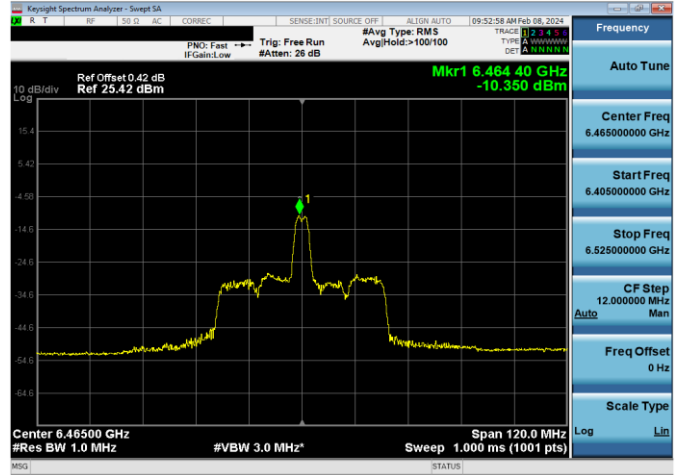 Keysight Spectrum Analyzer - Swept SA
LXI R T RF 50 Ω AC CORREC SENSE:INT SOURCE OFF ALIGN AUTO 09:52:58 AM Feb 08, 2024
#Avg Type: RMS
Avg|Hold:>100/100
TRACE 1 2 3 4 5 6
TYPE A WWWWW
DET A N N N N N
PNO: Fast
IFGain:Low
Trig: Free Run
#Atten: 26 dB
Mkr1 6.464 40 GHz
-10.350 dBm
Ref Offset 0.42 dB
10 dB/div Ref 25.42 dBm
Log
15.4
5.42
-4.58
-14.6
-24.6
-34.6
-44.6
-54.6
-64.6
1
Center 6.46500 GHz
Span 120.0 MHz
#Res BW 1.0 MHz
#VBW 3.0 MHz*
Sweep 1.000 ms (1001 pts)
MSG
STATUS
Frequency
Auto Tune
Center Freq
6.465000000 GHz
Start Freq
6.405000000 GHz
Stop Freq
6.525000000 GHz
CF Step
12.000000 MHz
Auto Man
Freq Offset
0 Hz
Scale Type
Log Lin